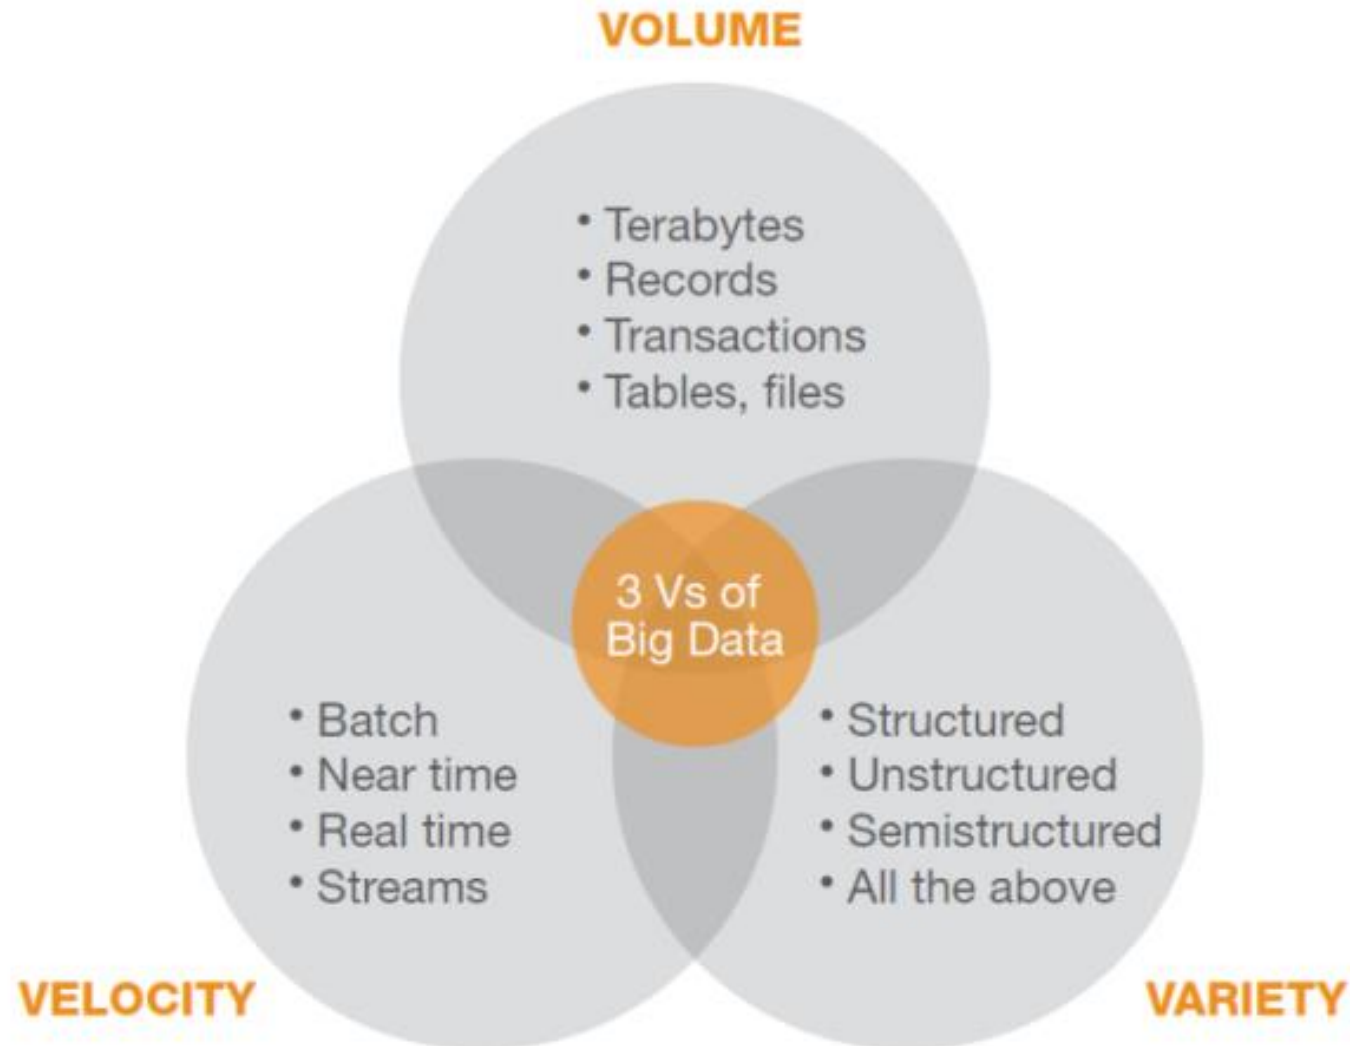 VOLUME
• Terabytes
• Records
• Transactions
• Tables, files
3 Vs of
Big Data
• Batch
• Near time
• Real time
• Streams
• Structured
• Unstructured
• Semistructured
• All the above
VELOCITY
VARIETY